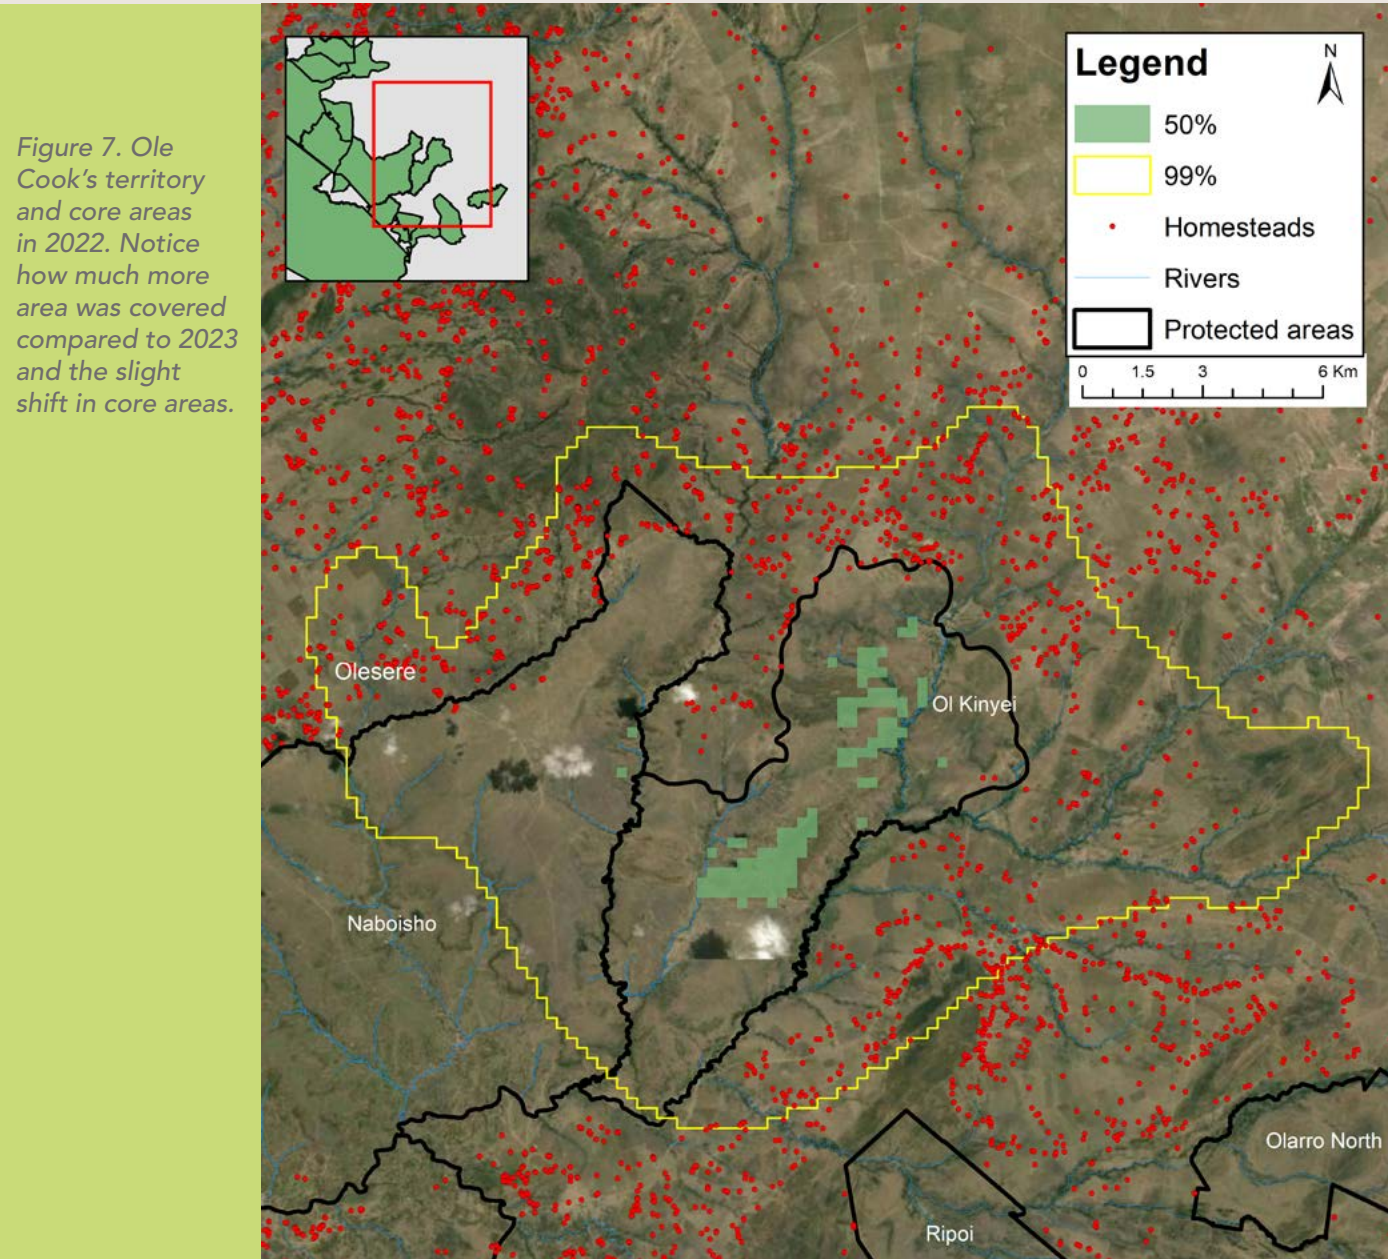 Figure 7. Ole
Cook’s territory
and core areas
in 2022. Notice
how much more
area was covered
compared to 2023
and the slight
shift in core areas.
Legend
N
50%
99%
Homesteads
Rivers
Protected areas
0 1.5 3 6 Km
Olesere
Ol Kinyei
Naboisho
Olarro North
Ripoi